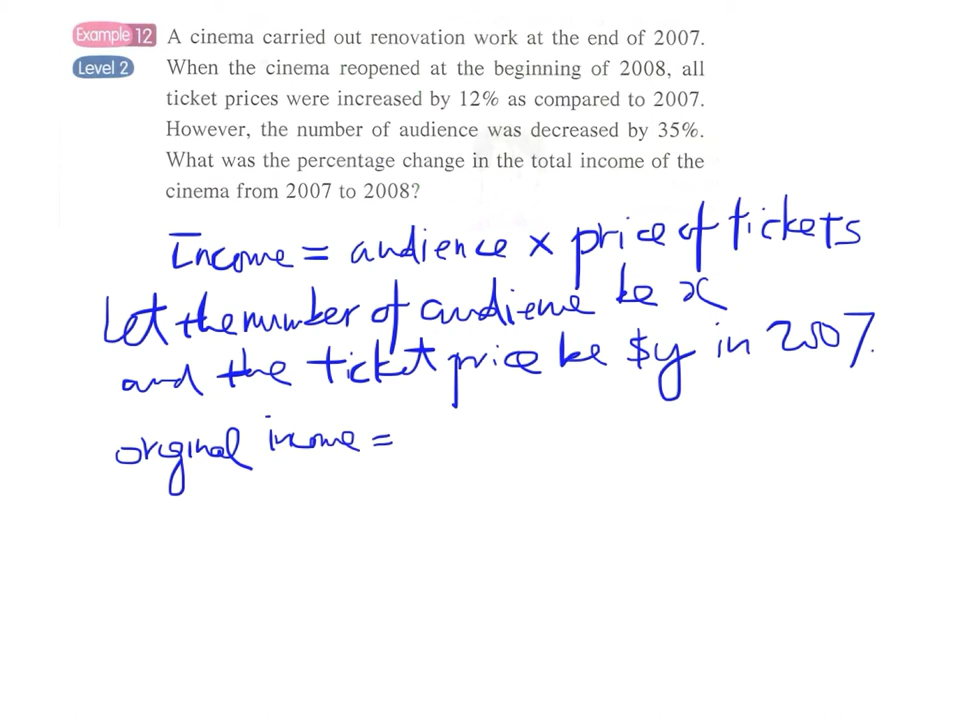 Example 12 A cinema carried out renovation work at the end of 2007.
Level 2 When the cinema reopened at the beginning of 2008, all
ticket prices were increased by 12% as compared to 2007.
However, the number of audience was decreased by 35%.
What was the percentage change in the total income of the
cinema from 2007 to 2008?
Income = audience × price of tickets
Let the number of audience be x
and the ticket price be $y in 2007.
original income =